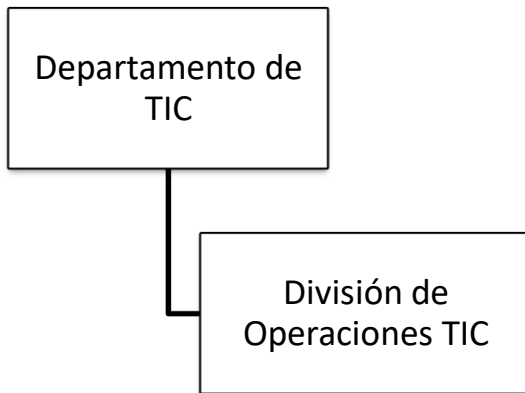 Departamento de
TIC
División de
Operaciones TIC